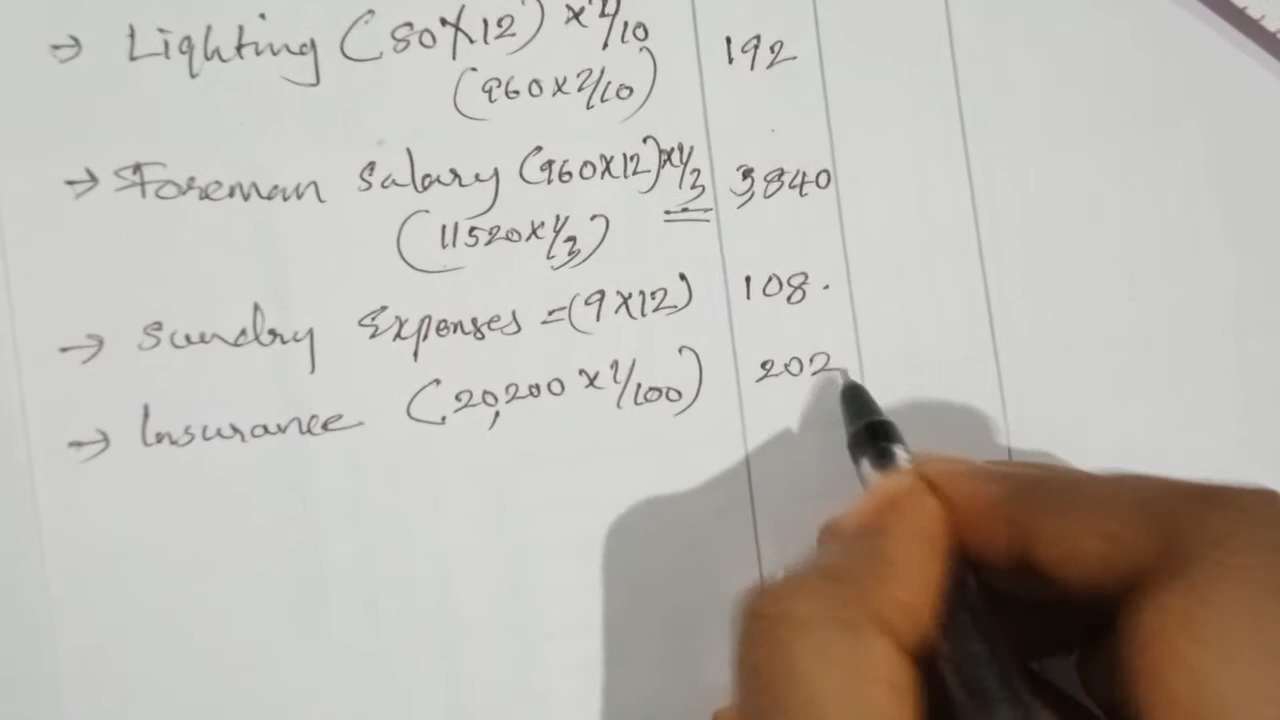 → Lighting (80×12) × 2/10 192
(960×2/10)
→ Foreman Salary (960×12)×1/3 3,840
(11520×1/3)
→ Sundry Expenses =(9×12) 108.
→ Insurance (20,200 × 1/100) 202